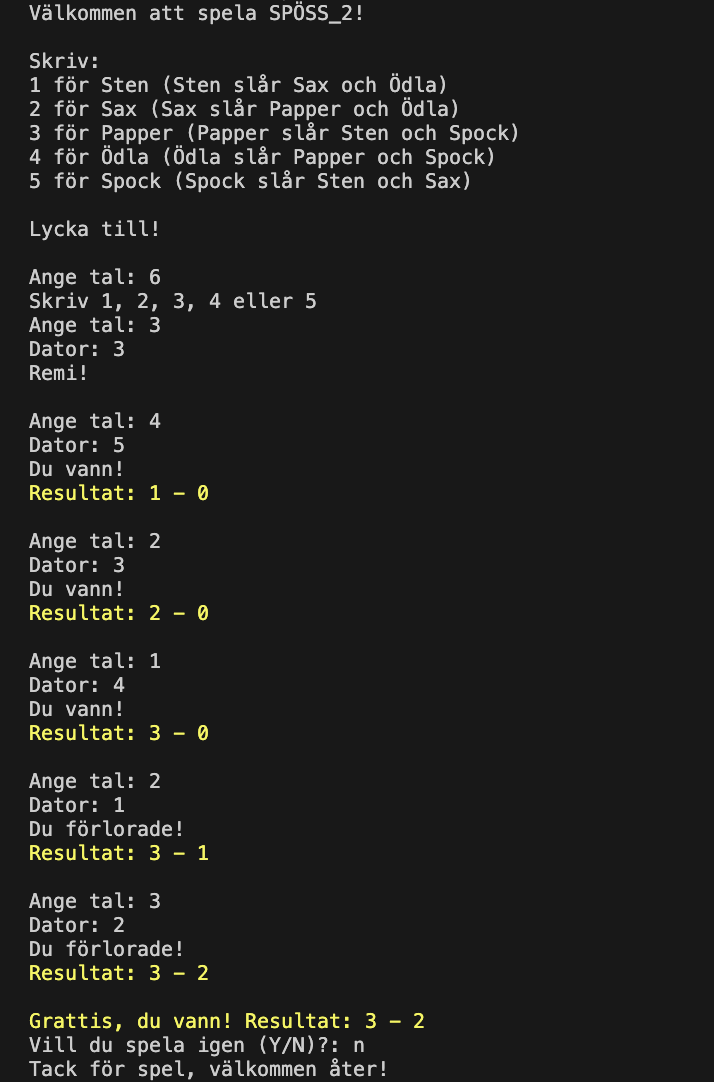 Välkommen att spela SPÖSS_2!
Skriv:
1 för Sten (Sten slår Sax och Ödla)
2 för Sax (Sax slår Papper och Ödla)
3 för Papper (Papper slår Sten och Spock)
4 för Ödla (Ödla slår Papper och Spock)
5 för Spock (Spock slår Sten och Sax)
Lycka till!
Ange tal: 6
Skriv 1, 2, 3, 4 eller 5
Ange tal: 3
Dator: 3
Remi!
Ange tal: 4
Dator: 5
Du vann!
Resultat: 1 - 0
Ange tal: 2
Dator: 3
Du vann!
Resultat: 2 - 0
Ange tal: 1
Dator: 4
Du vann!
Resultat: 3 - 0
Ange tal: 2
Dator: 1
Du förlorade!
Resultat: 3 - 1
Ange tal: 3
Dator: 2
Du förlorade!
Resultat: 3 - 2
Grattis, du vann! Resultat: 3 - 2
Vill du spela igen (Y/N)?: n
Tack för spel, välkommen åter!